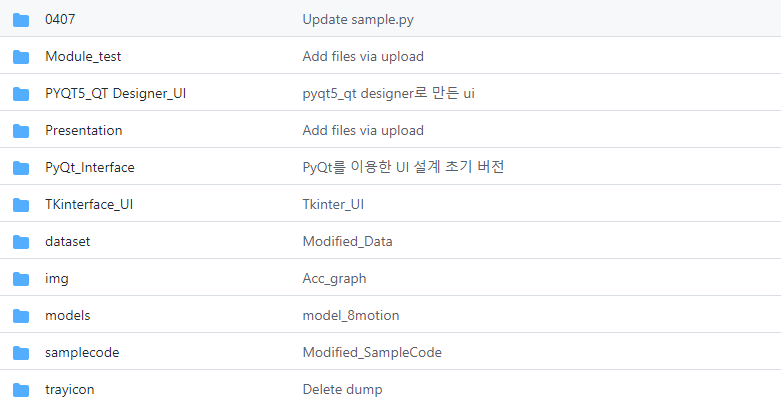 0407 Update sample.py
Module_test Add files via upload
PYQT5_QT Designer_UI pyqt5_qt designer로 만든 ui
Presentation Add files via upload
PyQt_Interface PyQt를 이용한 UI 설계 초기 버전
TKinterface_UI Tkinter_UI
dataset Modified_Data
img Acc_graph
models model_8motion
samplecode Modified_SampleCode
trayicon Delete dump